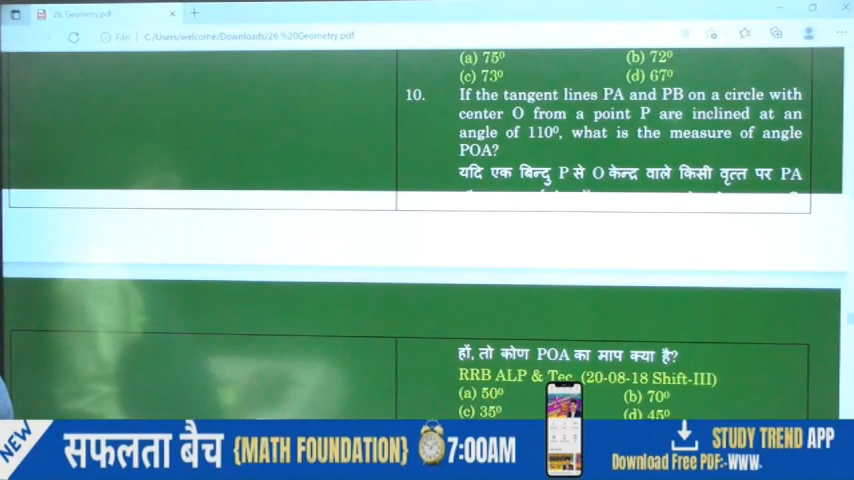 26. Geometry.pdf
File | C:/Users/welcome/Downloads/26.%20Geometry.pdf
(a) 75⁰ (b) 72⁰
(c) 73⁰ (d) 67⁰
10. If the tangent lines PA and PB on a circle with
center O from a point P are inclined at an
angle of 110⁰, what is the measure of angle
POA?
यदि एक बिन्दु P से O केन्द्र वाले किसी वृत्त पर PA
हों, तो कोण POA का माप क्या है?
RRB ALP & Tec. (20-08-18 Shift-III)
(a) 50⁰ (b) 70⁰
(c) 35⁰ (d) 45⁰
NEW सफलता बैच {MATH FOUNDATION} 7:00AM
STUDY TREND APP
Download Free PDF:-WWW.